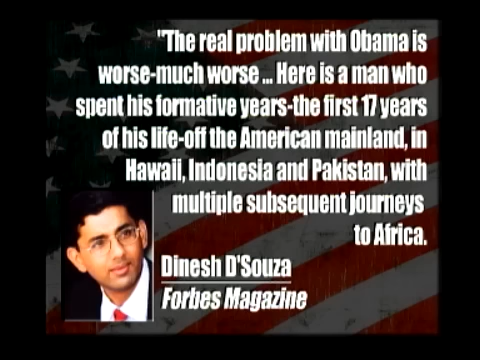 "The real problem with Obama is
worse-much worse ... Here is a man who
spent his formative years-the first 17 years
of his life-off the American mainland, in
Hawaii, Indonesia and Pakistan, with
multiple subsequent journeys
to Africa.
Dinesh D'Souza
Forbes Magazine